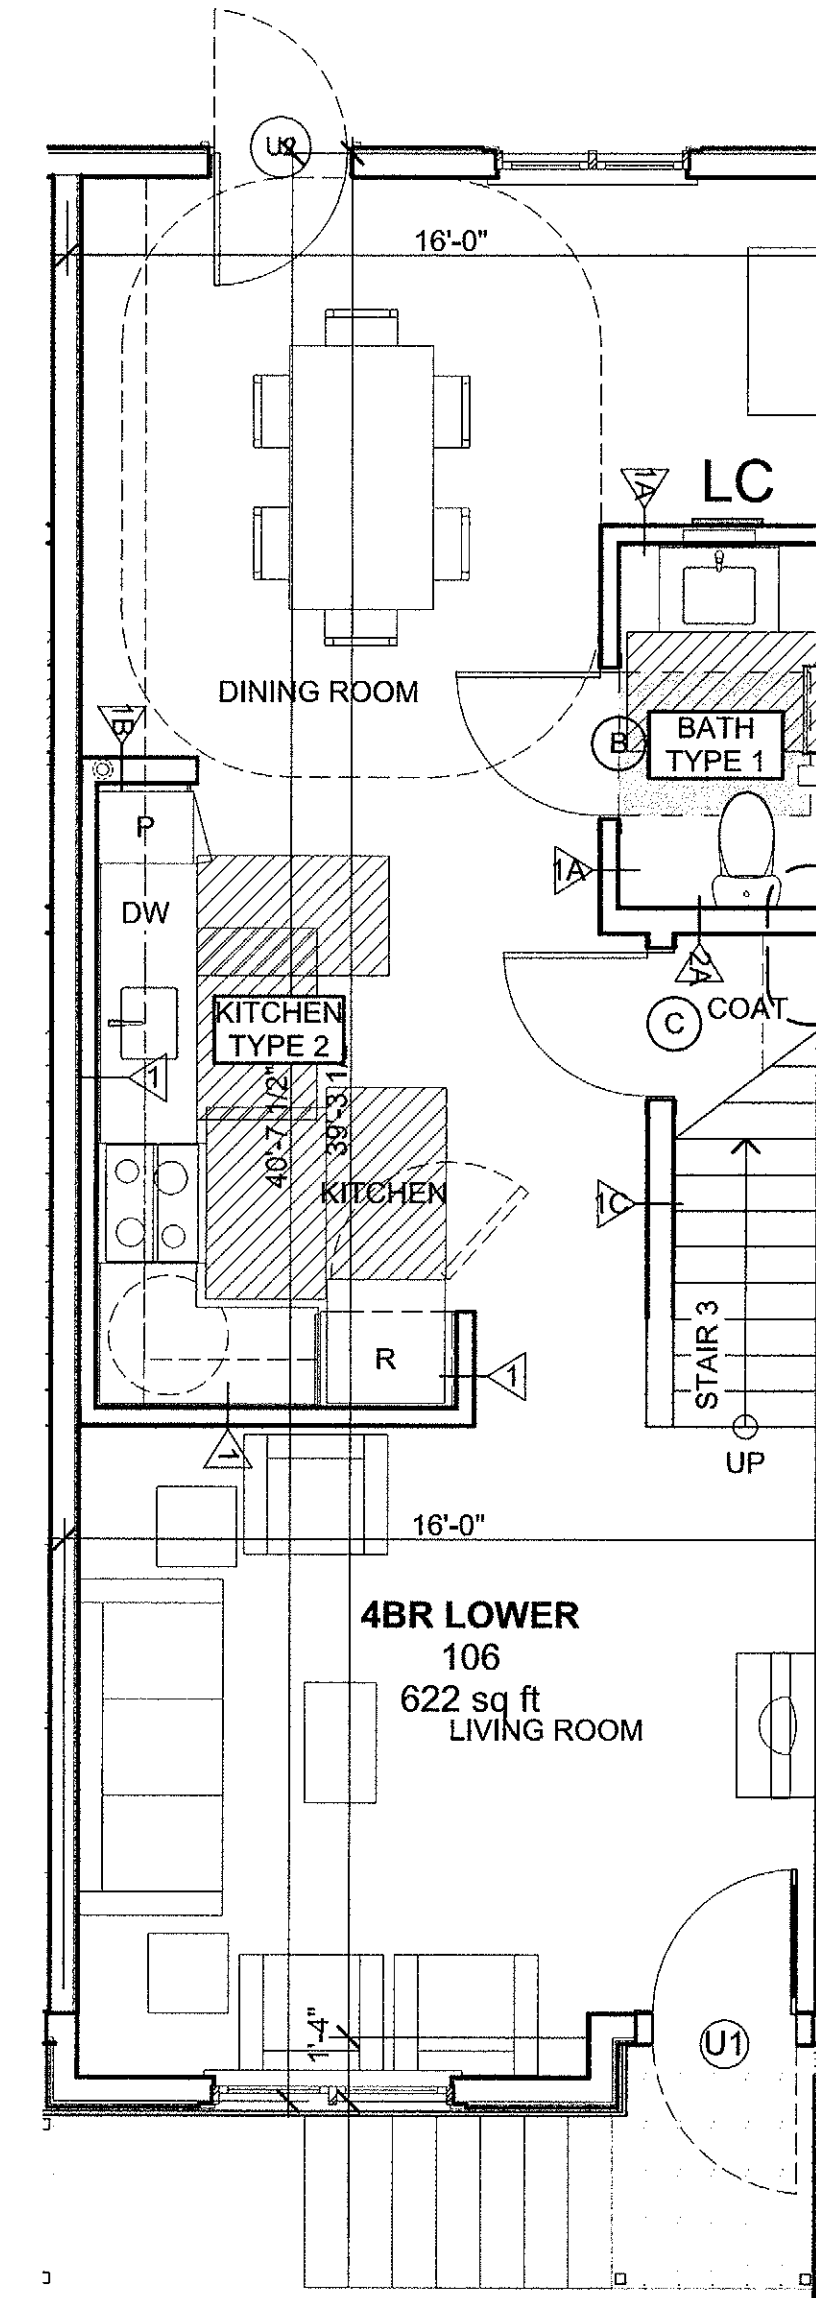 U2
16'-0"
1A
LC
DINING ROOM
1B
B
BATH
TYPE 1
P
1A
DW
2A
COAT
C
KITCHEN
TYPE 2
1
40'-7 1/2"
39'-3 1/
KITCHEN
1C
STAIR 3
R
1
1
UP
16'-0"
4BR LOWER
106
622 sq ft
LIVING ROOM
1'-4"
U1